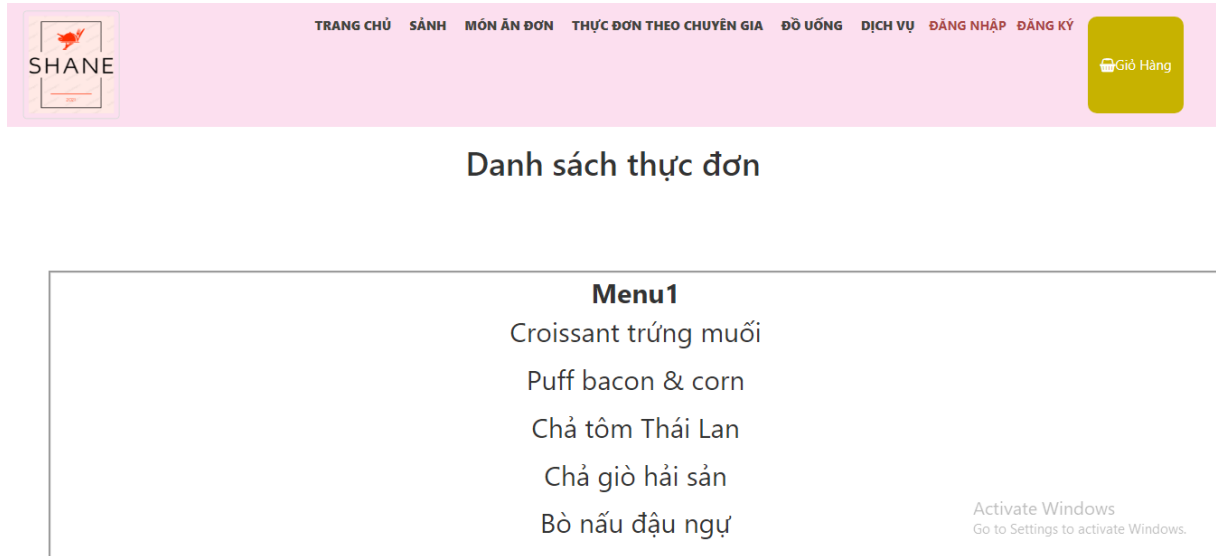 SHANE
TRANG CHỦ SẢNH MÓN ĂN ĐƠN THỰC ĐƠN THEO CHUYÊN GIA ĐỒ UỐNG DỊCH VỤ ĐĂNG NHẬP ĐĂNG KÝ
Giỏ Hàng
Danh sách thực đơn
Menu1
Croissant trứng muối
Puff bacon & corn
Chả tôm Thái Lan
Chả giò hải sản
Bò nấu đậu ngự
Activate Windows
Go to Settings to activate Windows.